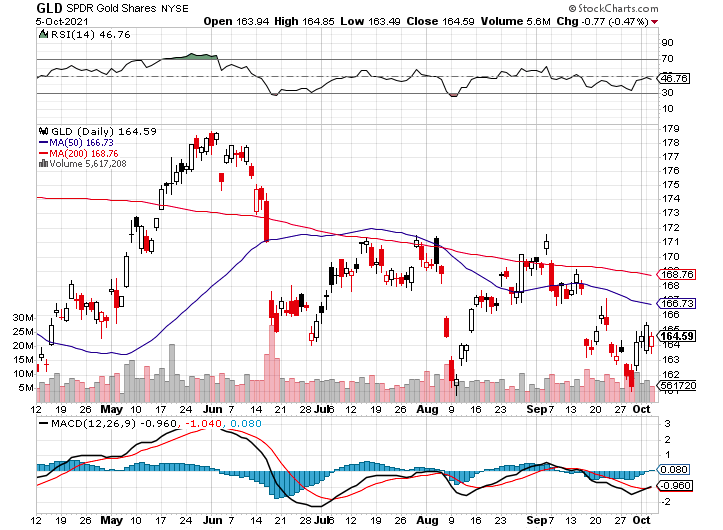 GLD SPDR Gold Shares NYSE © StockCharts.com
5-Oct-2021 Open 163.94 High 164.85 Low 163.49 Close 164.59 Volume 5.6M Chg -0.77 (-0.47%)
RSI(14) 46.76
90
70
50
46.76
30
10
GLD (Daily) 164.59
MA(50) 166.73
MA(200) 168.76
Volume 5,617,208
179
178
177
176
175
174
173
172
171
170
169
168.76
168
167
166.73
30M
25M 165
164.59
20M 164
15M 163
10M 162
5M 561720
161
12 19 26 May 10 17 24 Jun 7 14 21 28 Jul 6 12 19 26 Aug 9 16 23 Sep 7 13 20 27 Oct
MACD(12,26,9) -0.960, -1.040, 0.080
3
2
1
0.080
-0.960
-2
12 19 26 May 10 17 24 Jun 7 14 21 28 Jul 6 12 19 26 Aug 9 16 23 Sep 7 13 20 27 Oct